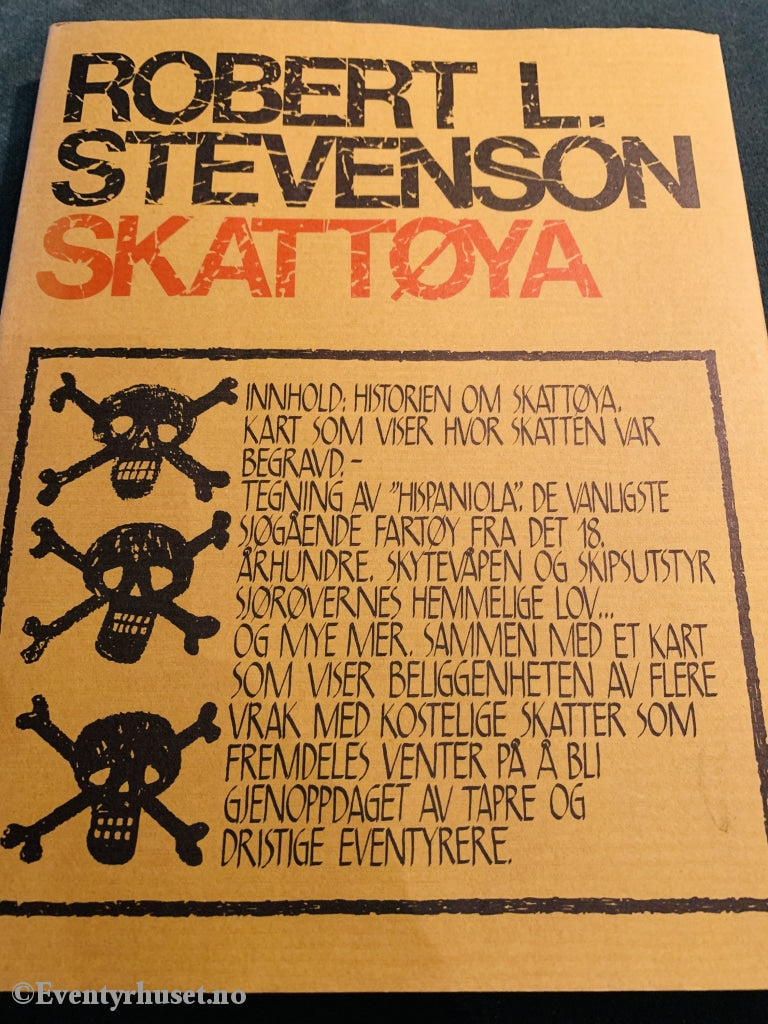 ROBERT L.
STEVENSON
SKATTØYA
INNHOLD: HISTORIEN OM SKATTØYA.
KART SOM VISER HVOR SKATTEN VAR
BEGRAVD. –
TEGNING AV "HISPANIOLA", DE VANLIGSTE
SJØGÅENDE FARTØY FRA DET 18.
ÅRHUNDRE. SKYTEVÅPEN OG SKIPSUTSTYR
SJØRØVERNES HEMMELIGE LOV...
OG MYE MER. SAMMEN MED ET KART
SOM VISER BELIGGENHETEN AV FLERE
VRAK MED KOSTELIGE SKATTER SOM
FREMDELES VENTER PÅ Å BLI
GJENOPPDAGET AV TAPRE OG
DRISTIGE EVENTYRERE.
©Eventyrhuset.no